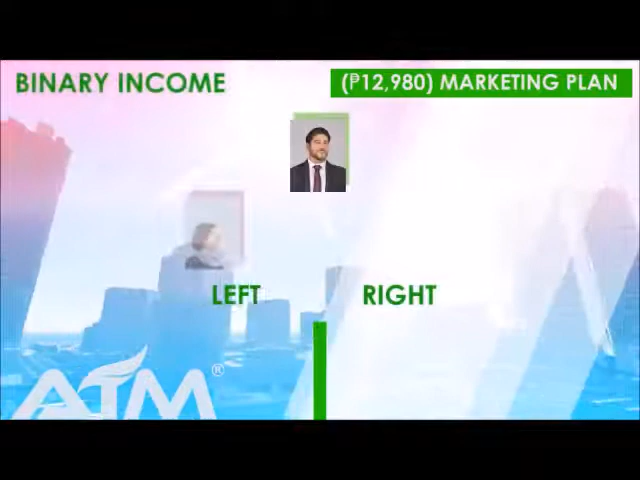 BINARY INCOME
(₱12,980) MARKETING PLAN
LEFT
RIGHT
ATM®